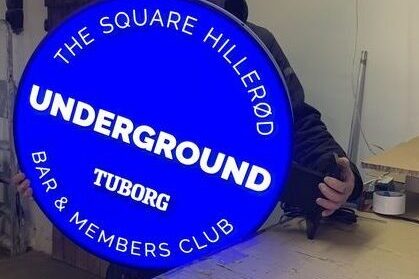 THE SQUARE HILLERØD
UNDERGROUND
TUBORG
BAR & MEMBERS CLUB